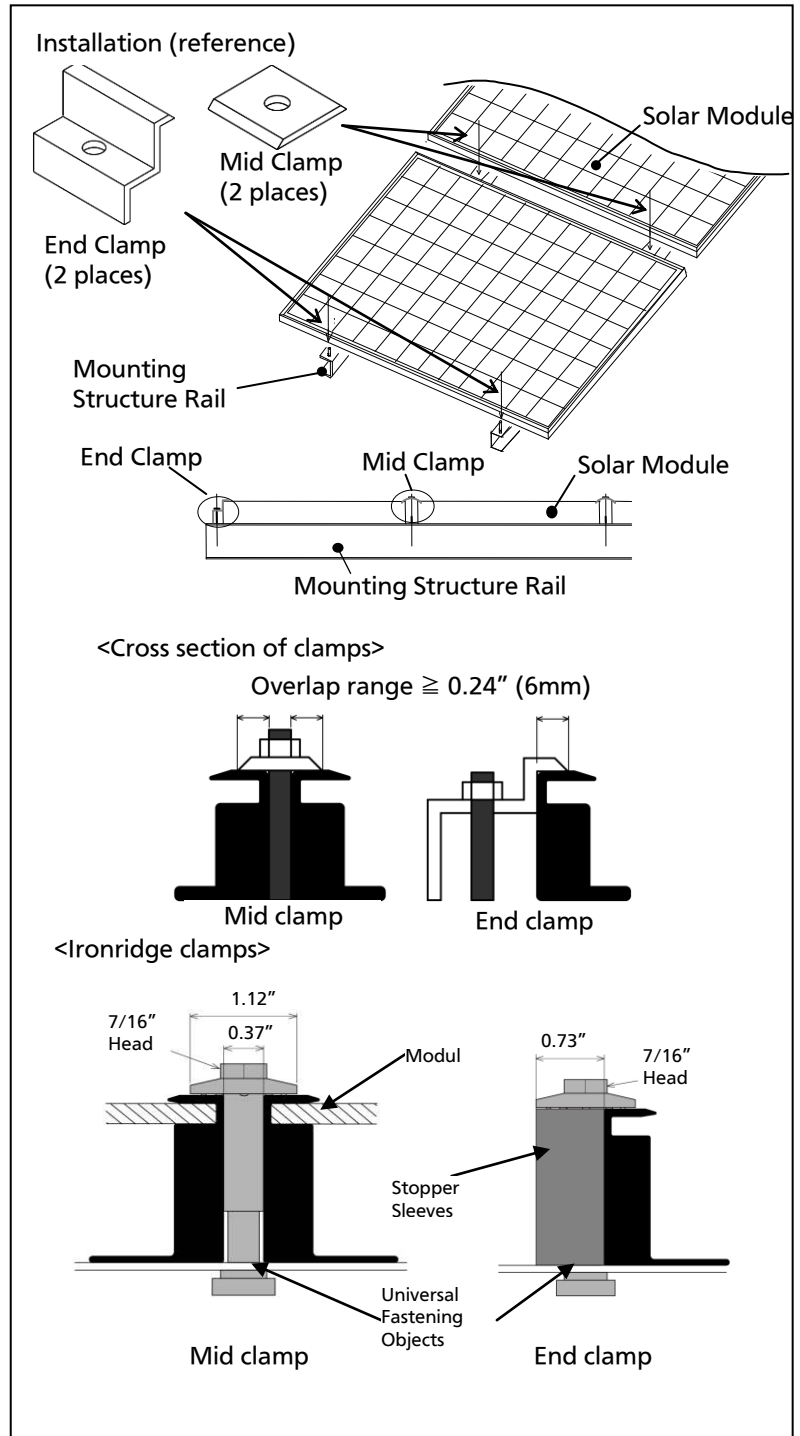 Installation (reference)
Solar Module
Mid Clamp
(2 places)
End Clamp
(2 places)
Mounting
Structure Rail
End Clamp
Mid Clamp
Solar Module
Mounting Structure Rail
<Cross section of clamps>
Overlap range ≧ 0.24” (6mm)
Mid clamp
End clamp
<Ironridge clamps>
1.12”
7/16”
Head
0.37”
Modul
0.73”
7/16”
Head
Stopper
Sleeves
Universal
Fastening
Objects
Mid clamp
End clamp